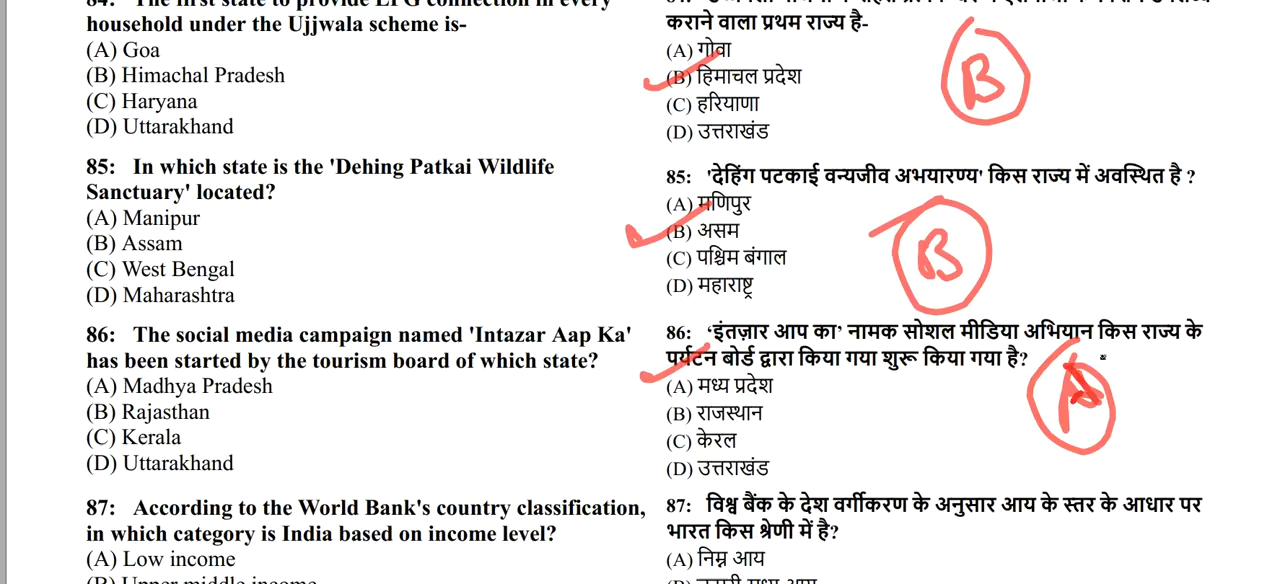 household under the Ujjwala scheme is-
(A) Goa
(B) Himachal Pradesh
(C) Haryana
(D) Uttarakhand
85: In which state is the 'Dehing Patkai Wildlife
Sanctuary' located?
(A) Manipur
(B) Assam
(C) West Bengal
(D) Maharashtra
86: The social media campaign named 'Intazar Aap Ka'
has been started by the tourism board of which state?
(A) Madhya Pradesh
(B) Rajasthan
(C) Kerala
(D) Uttarakhand
87: According to the World Bank's country classification,
in which category is India based on income level?
(A) Low income
कराने वाला प्रथम राज्य है-
(A) गोवा
(B) हिमाचल प्रदेश
(C) हरियाणा
(D) उत्तराखंड
B
85: 'देहिंग पटकाई वन्यजीव अभयारण्य' किस राज्य में अवस्थित है ?
(A) मणिपुर
(B) असम
(C) पश्चिम बंगाल
(D) महाराष्ट्र
B
86: ‘इंतज़ार आप का’ नामक सोशल मीडिया अभियान किस राज्य के
पर्यटन बोर्ड द्वारा किया गया शुरू किया गया है?
(A) मध्य प्रदेश
(B) राजस्थान
(C) केरल
(D) उत्तराखंड
A
87: विश्व बैंक के देश वर्गीकरण के अनुसार आय के स्तर के आधार पर
भारत किस श्रेणी में है?
(A) निम्न आय